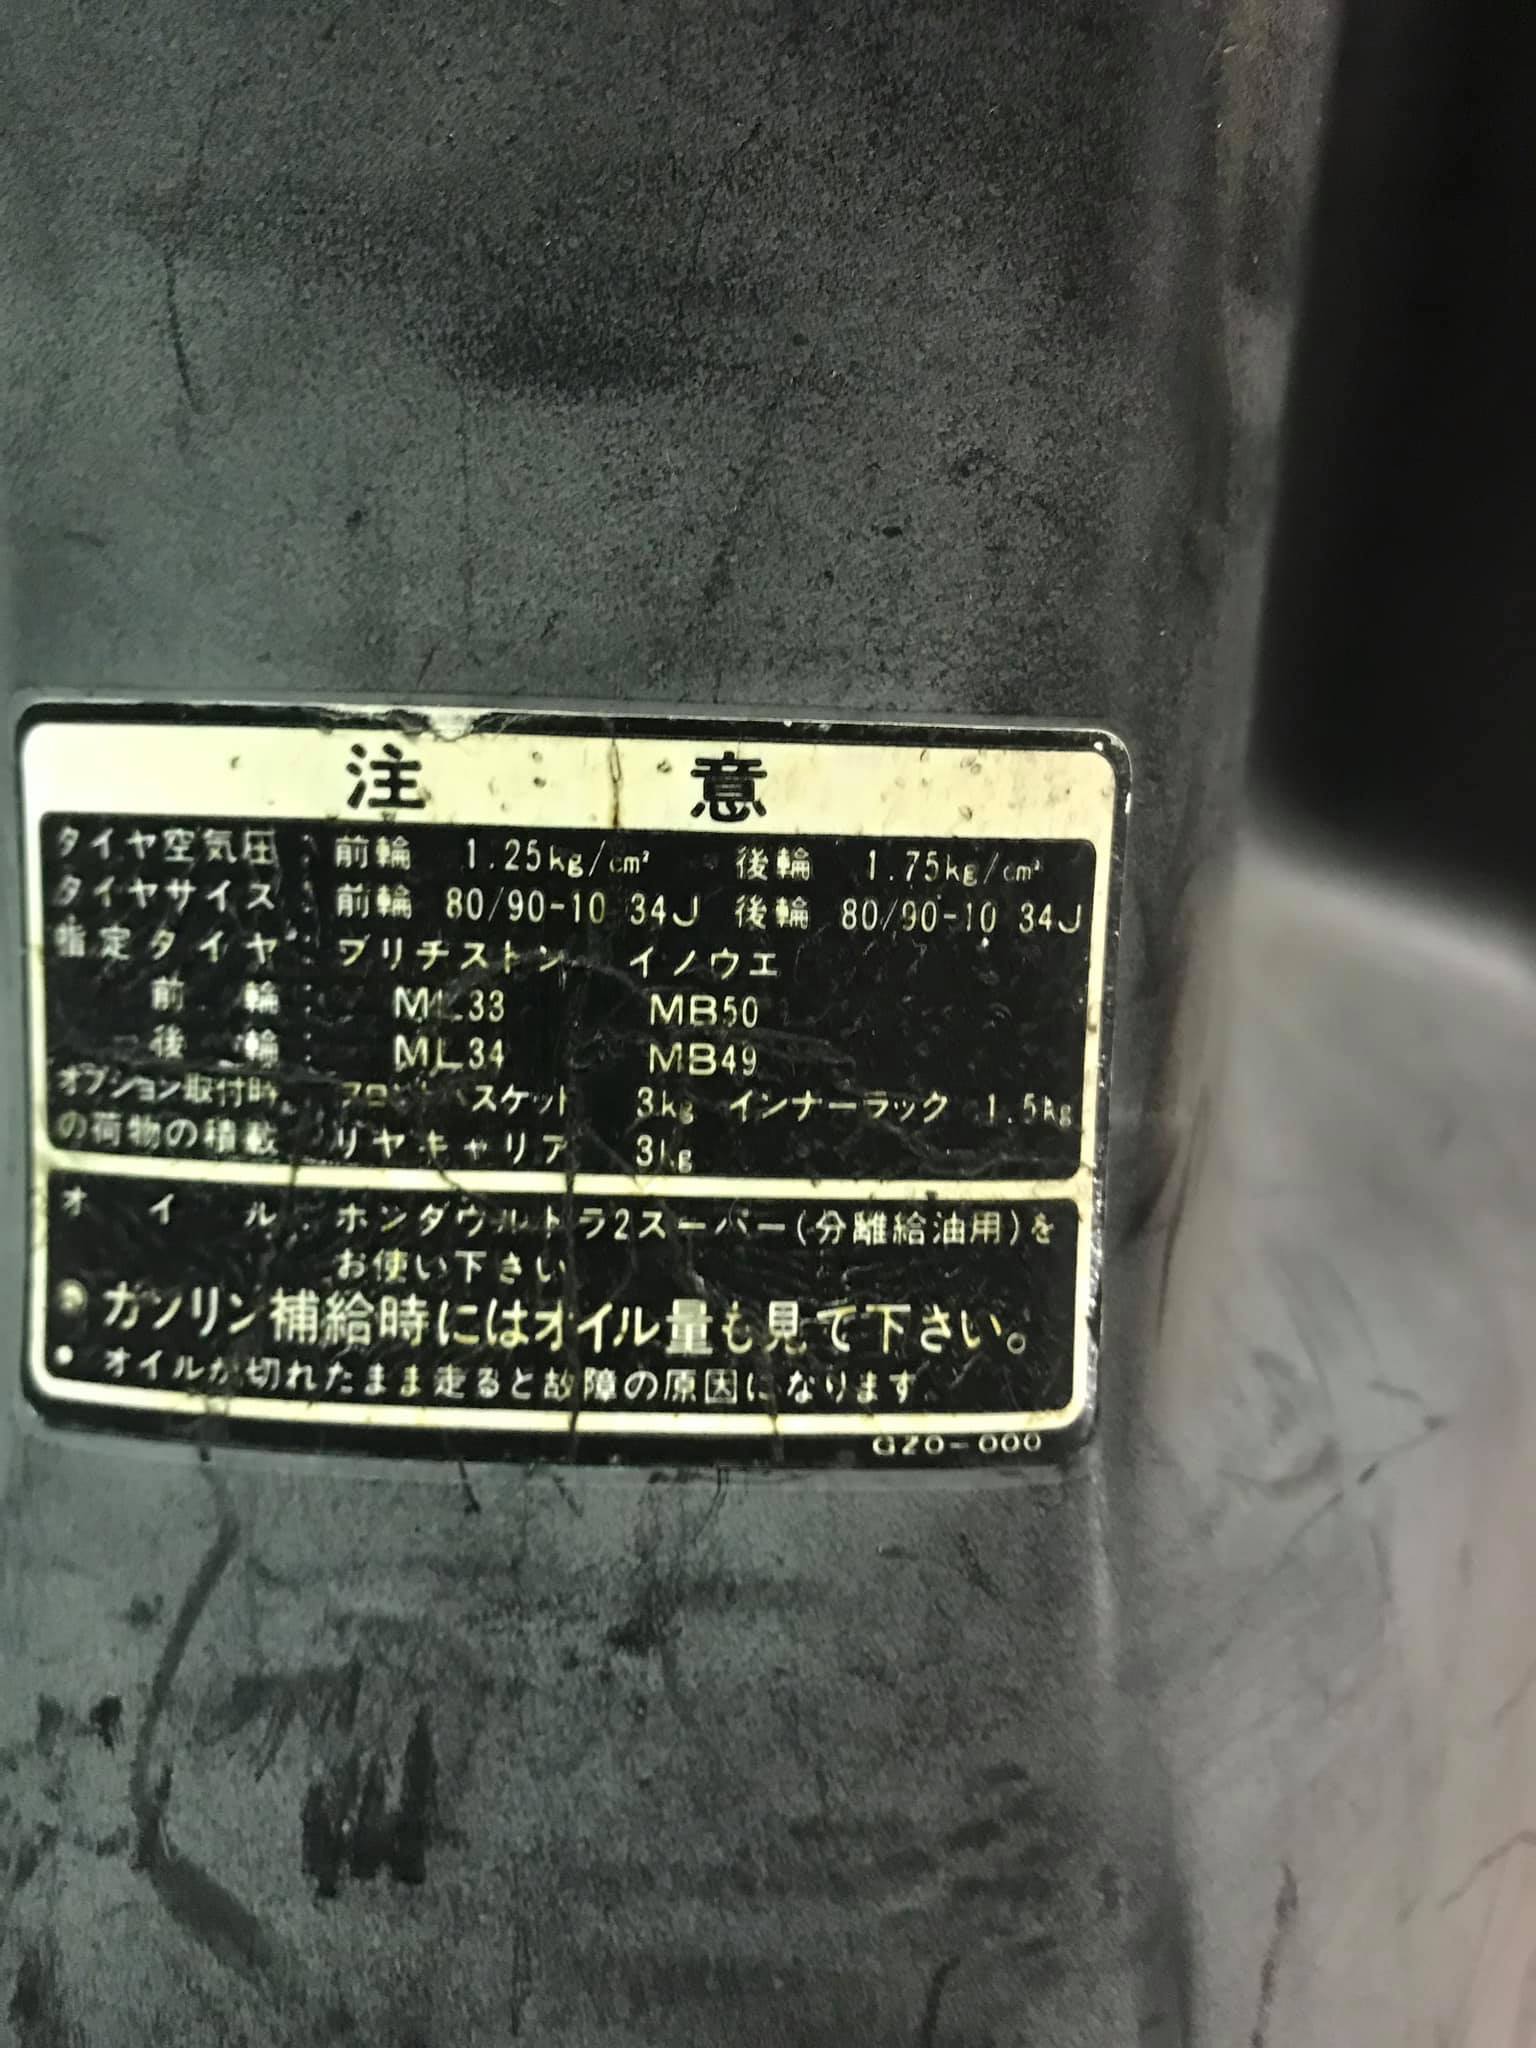 注 意
タイヤ空気圧: 前輪 1.25kg/cm² 後輪 1.75kg/cm²
タイヤサイズ: 前輪 80/90-10 34J 後輪 80/90-10 34J
指定タイヤ: ブリヂストン イノウエ
前輪: ML33 MB50
後輪: ML34 MB49
オプション取付時 フロントバスケット 3kg インナーラック 1.5kg
の荷物の積載 リヤキャリア 3kg
オイル: ホンダウルトラ2スーパー(分離給油用)を
お使い下さい
• ガソリン補給時にはオイル量も見て下さい。
• オイルが切れたまま走ると故障の原因になります。
GZ0-000